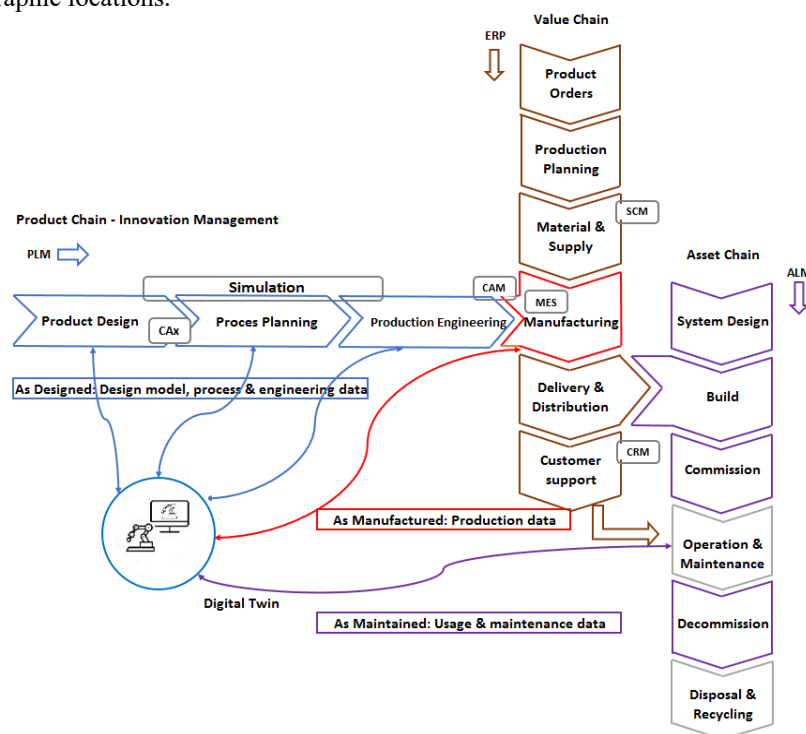 raphic locations.
Value Chain
ERP
Product
Orders
Production
Planning
SCM
Material &
Supply
Product Chain - Innovation Management
PLM
Asset Chain
ALM
Simulation
CAM
MES
Product Design
CAx
Proces Planning
Production Engineering
Manufacturing
System Design
As Designed: Design model, process & engineering data
Delivery &
Distribution
Build
Customer
support
CRM
Commission
As Manufactured: Production data
Operation &
Maintenance
Digital Twin
As Maintained: Usage & maintenance data
Decommission
Disposal &
Recycling